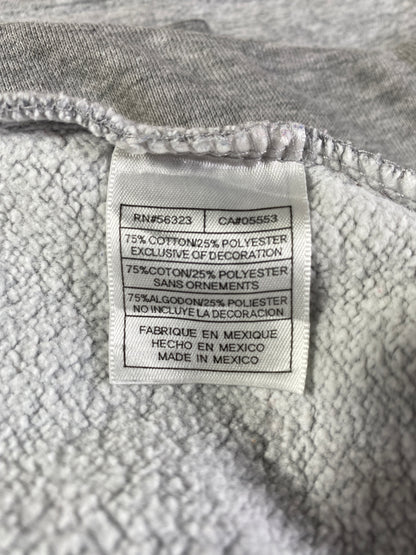 RN#56323 CA#05553
75% COTTON/25% POLYESTER
EXCLUSIVE OF DECORATION
75%COTON/25% POLYESTER
SANS ORNEMENTS
75%ALGODON/25% POLIESTER
NO INCLUYE LA DECORACION
FABRIQUE EN MEXIQUE
HECHO EN MEXICO
MADE IN MEXICO